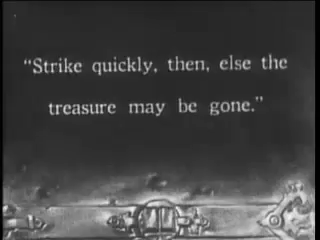 "Strike quickly, then, else the
treasure may be gone."